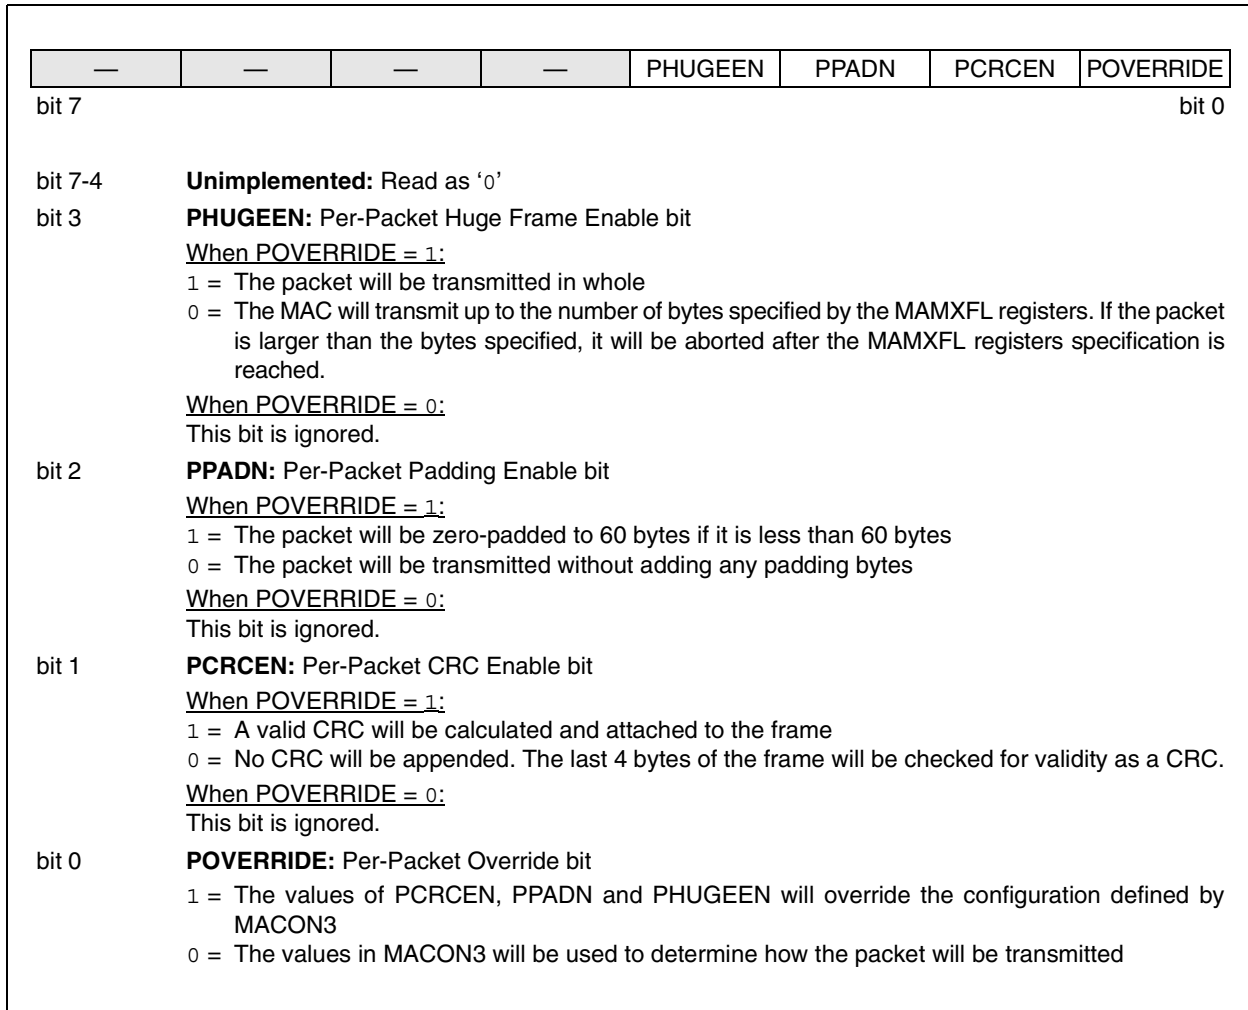 — — — — PHUGEEN PPADN PCRCEN POVERRIDE
bit 7 bit 0
bit 7-4 Unimplemented: Read as ‘0’
bit 3 PHUGEEN: Per-Packet Huge Frame Enable bit
When POVERRIDE = 1:
1 = The packet will be transmitted in whole
0 = The MAC will transmit up to the number of bytes specified by the MAMXFL registers. If the packet
is larger than the bytes specified, it will be aborted after the MAMXFL registers specification is
reached.
When POVERRIDE = 0:
This bit is ignored.
bit 2 PPADN: Per-Packet Padding Enable bit
When POVERRIDE = 1:
1 = The packet will be zero-padded to 60 bytes if it is less than 60 bytes
0 = The packet will be transmitted without adding any padding bytes
When POVERRIDE = 0:
This bit is ignored.
bit 1 PCRCEN: Per-Packet CRC Enable bit
When POVERRIDE = 1:
1 = A valid CRC will be calculated and attached to the frame
0 = No CRC will be appended. The last 4 bytes of the frame will be checked for validity as a CRC.
When POVERRIDE = 0:
This bit is ignored.
bit 0 POVERRIDE: Per-Packet Override bit
1 = The values of PCRCEN, PPADN and PHUGEEN will override the configuration defined by
MACON3
0 = The values in MACON3 will be used to determine how the packet will be transmitted